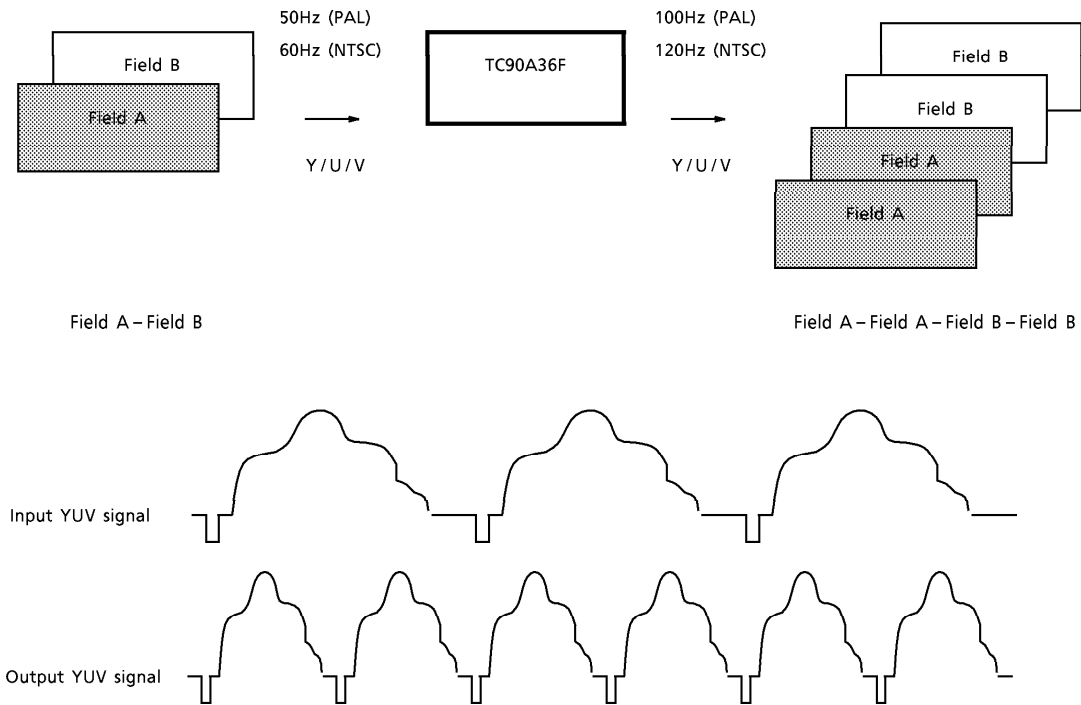 50Hz (PAL)
60Hz (NTSC)
Field B
Field A
Y/U/V
TC90A36F
100Hz (PAL)
120Hz (NTSC)
Y/U/V
Field B
Field B
Field A
Field A
Field A – Field B
Field A – Field A – Field B – Field B
Input YUV signal
Output YUV signal